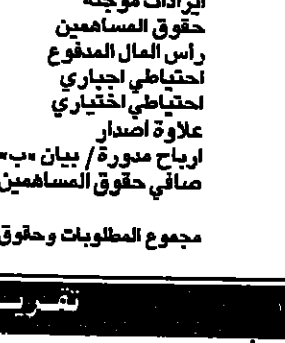 ايرادات مؤجلة
حقوق المساهمين
رأس المال المدفوع
احتياطي اجباري
احتياطي اختياري
علاوة اصدار
ارباح مدورة / بيان «ب»
صافي حقوق المساهمين
مجموع المطلوبات وحقوق